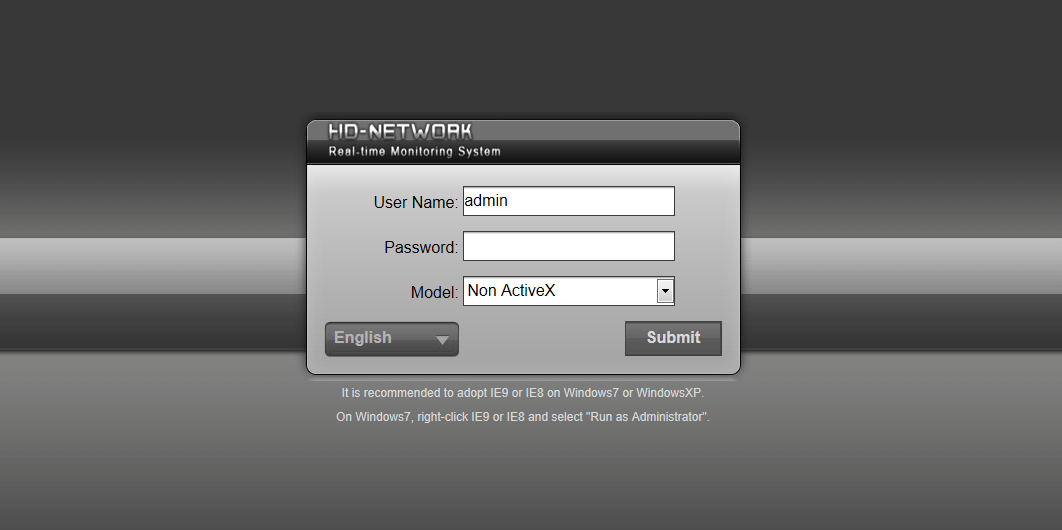 HD-NETWORK
Real-time Monitoring System
User Name: admin
Password:
Model: Non ActiveX
English Submit
It is recommended to adopt IE9 or IE8 on Windows7 or WindowsXP.
On Windows7, right-click IE9 or IE8 and select "Run as Administrator".